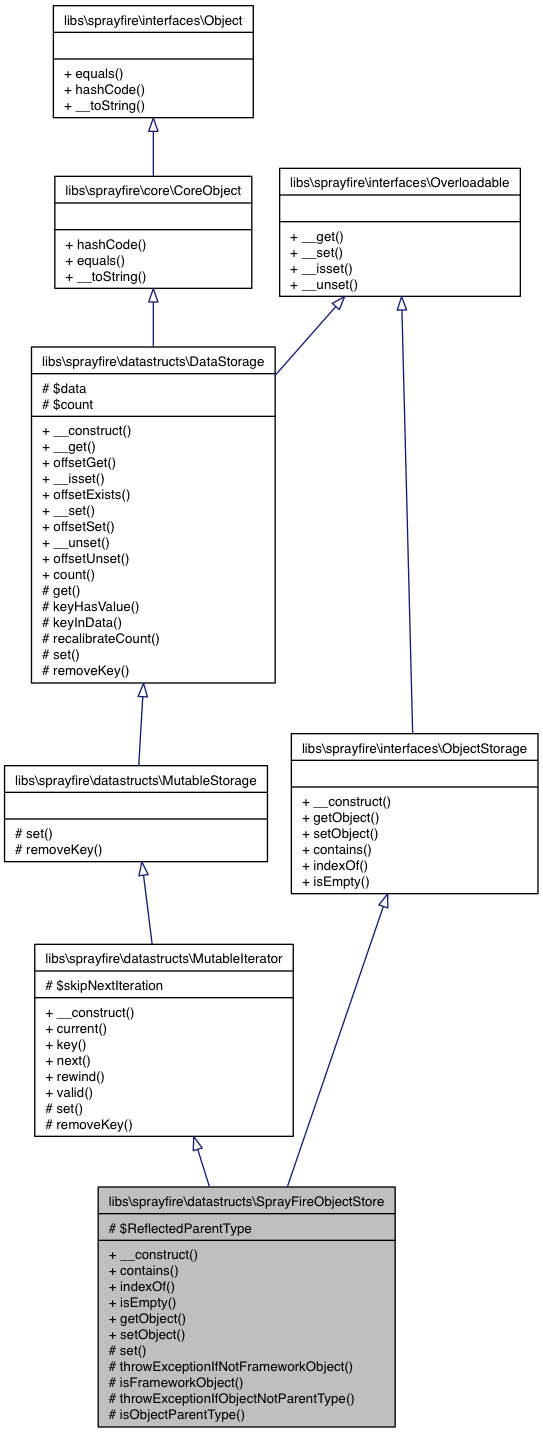 libs\sprayfire\interfaces\Object
+ equals()
+ hashCode()
+ __toString()
libs\sprayfire\core\CoreObject
+ hashCode()
+ equals()
+ __toString()
libs\sprayfire\interfaces\Overloadable
+ __get()
+ __set()
+ __isset()
+ __unset()
libs\sprayfire\datastructs\DataStorage
# $data
# $count
+ __construct()
+ __get()
+ offsetGet()
+ __isset()
+ offsetExists()
+ __set()
+ offsetSet()
+ __unset()
+ offsetUnset()
+ count()
# get()
# keyHasValue()
# keyInData()
# recalibrateCount()
# set()
# removeKey()
libs\sprayfire\datastructs\MutableStorage
# set()
# removeKey()
libs\sprayfire\interfaces\ObjectStorage
+ __construct()
+ getObject()
+ setObject()
+ contains()
+ indexOf()
+ isEmpty()
libs\sprayfire\datastructs\MutableIterator
# $skipNextIteration
+ __construct()
+ current()
+ key()
+ next()
+ rewind()
+ valid()
# set()
# removeKey()
libs\sprayfire\datastructs\SprayFireObjectStore
# $ReflectedParentType
+ __construct()
+ contains()
+ indexOf()
+ isEmpty()
+ getObject()
+ setObject()
# set()
# throwExceptionIfNotFrameworkObject()
# isFrameworkObject()
# throwExceptionIfObjectNotParentType()
# isObjectParentType()